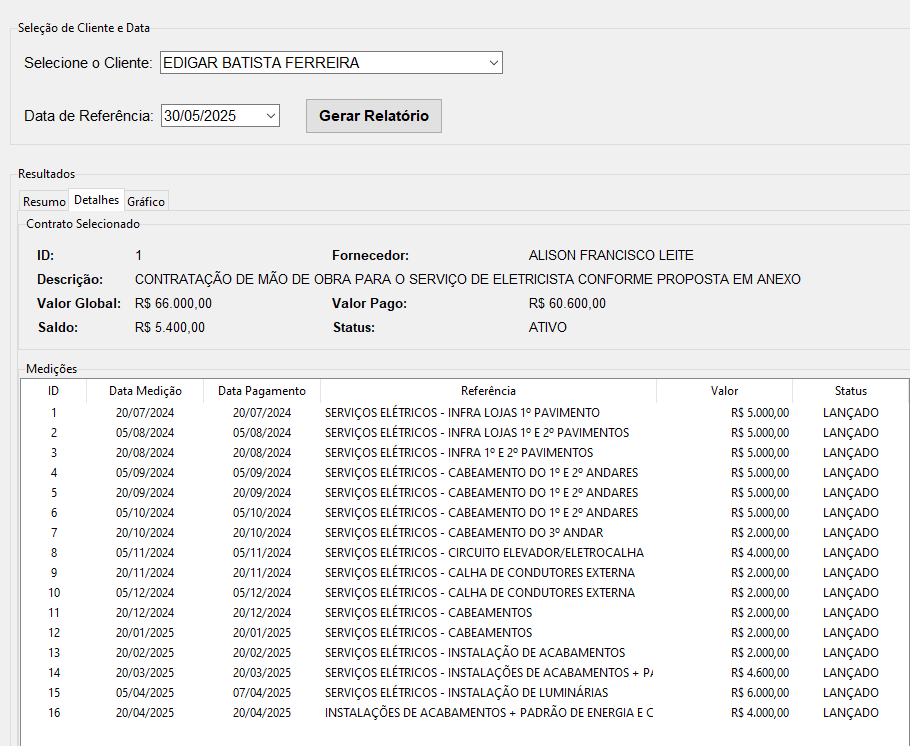 Seleção de Cliente e Data
Selecione o Cliente: EDIGAR BATISTA FERREIRA
Data de Referência: 30/05/2025 Gerar Relatório
Resultados
Resumo Detalhes Gráfico
Contrato Selecionado
ID: 1 Fornecedor: ALISON FRANCISCO LEITE
Descrição: CONTRATAÇÃO DE MÃO DE OBRA PARA O SERVIÇO DE ELETRICISTA CONFORME PROPOSTA EM ANEXO
Valor Global: R$ 66.000,00 Valor Pago: R$ 60.600,00
Saldo: R$ 5.400,00 Status: ATIVO
Medições
ID Data Medição Data Pagamento Referência Valor Status
1 20/07/2024 20/07/2024 SERVIÇOS ELÉTRICOS - INFRA LOJAS 1º PAVIMENTO R$ 5.000,00 LANÇADO
2 05/08/2024 05/08/2024 SERVIÇOS ELÉTRICOS - INFRA LOJAS 1º E 2º PAVIMENTOS R$ 5.000,00 LANÇADO
3 20/08/2024 20/08/2024 SERVIÇOS ELÉTRICOS - INFRA 1º E 2º PAVIMENTOS R$ 5.000,00 LANÇADO
4 05/09/2024 05/09/2024 SERVIÇOS ELÉTRICOS - CABEAMENTO DO 1º E 2º ANDARES R$ 5.000,00 LANÇADO
5 20/09/2024 20/09/2024 SERVIÇOS ELÉTRICOS - CABEAMENTO DO 1º E 2º ANDARES R$ 5.000,00 LANÇADO
6 05/10/2024 05/10/2024 SERVIÇOS ELÉTRICOS - CABEAMENTO DO 1º E 2º ANDARES R$ 5.000,00 LANÇADO
7 20/10/2024 20/10/2024 SERVIÇOS ELÉTRICOS - CABEAMENTO DO 3º ANDAR R$ 2.000,00 LANÇADO
8 05/11/2024 05/11/2024 SERVIÇOS ELÉTRICOS - CIRCUITO ELEVADOR/ELETROCALHA R$ 4.000,00 LANÇADO
9 20/11/2024 20/11/2024 SERVIÇOS ELÉTRICOS - CALHA DE CONDUTORES EXTERNA R$ 2.000,00 LANÇADO
10 05/12/2024 05/12/2024 SERVIÇOS ELÉTRICOS - CALHA DE CONDUTORES EXTERNA R$ 2.000,00 LANÇADO
11 20/12/2024 20/12/2024 SERVIÇOS ELÉTRICOS - CABEAMENTOS R$ 2.000,00 LANÇADO
12 20/01/2025 20/01/2025 SERVIÇOS ELÉTRICOS - CABEAMENTOS R$ 2.000,00 LANÇADO
13 20/02/2025 20/02/2025 SERVIÇOS ELÉTRICOS - INSTALAÇÃO DE ACABAMENTOS R$ 2.000,00 LANÇADO
14 20/03/2025 20/03/2025 SERVIÇOS ELÉTRICOS - INSTALAÇÕES DE ACABAMENTOS + R$ 4.600,00 LANÇADO
15 05/04/2025 07/04/2025 SERVIÇOS ELÉTRICOS - INSTALAÇÃO DE LUMINÁRIAS R$ 6.000,00 LANÇADO
16 20/04/2025 20/04/2025 INSTALAÇÕES DE ACABAMENTOS + PADRÃO DE ENERGIA E R$ 4.000,00 LANÇADO